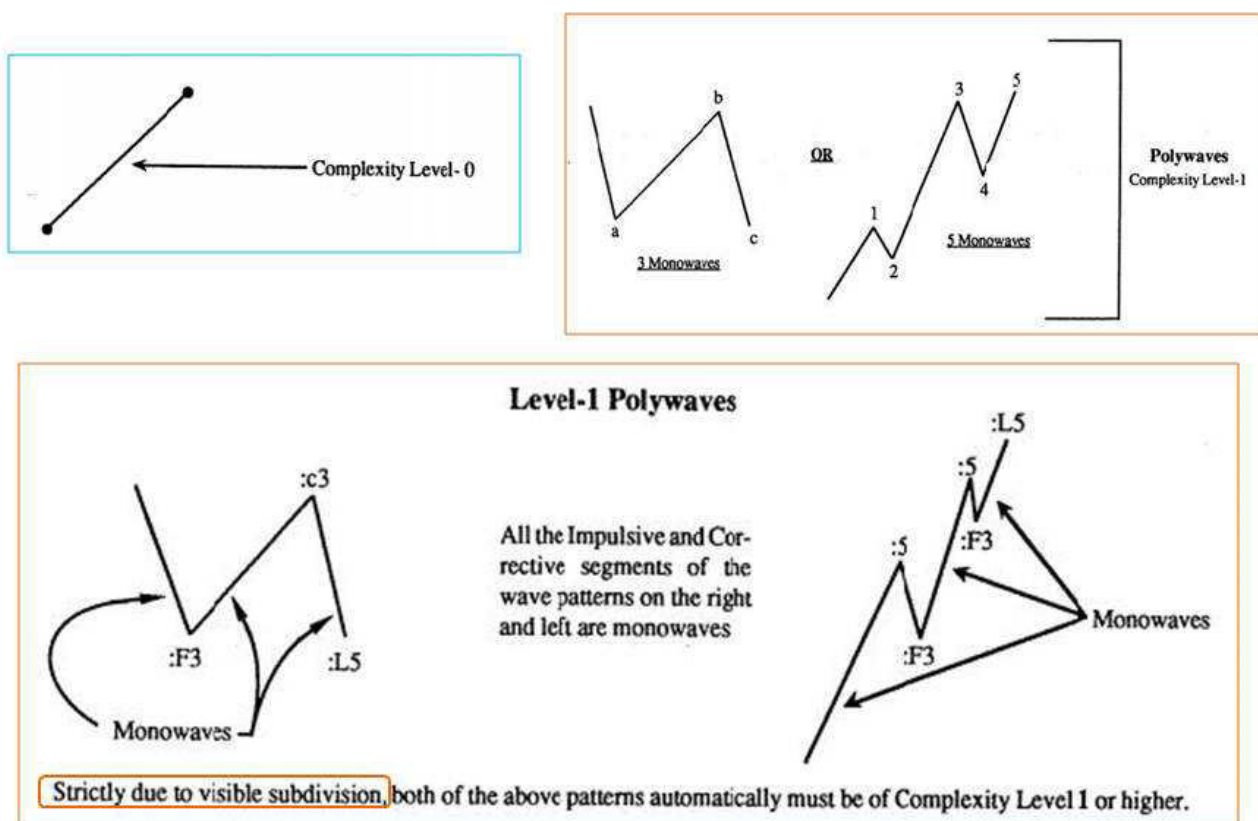 Complexity Level- 0
b
a
c
3 Monowaves
OR
3
5
1
4
2
5 Monowaves
Polywaves
Complexity Level-1
Level-1 Polywaves
:c3
:F3
:L5
Monowaves
All the Impulsive and Cor-
rective segments of the
wave patterns on the right
and left are monowaves
:L5
:5
:5
:F3
:F3
Monowaves
Strictly due to visible subdivision, both of the above patterns automatically must be of Complexity Level 1 or higher.